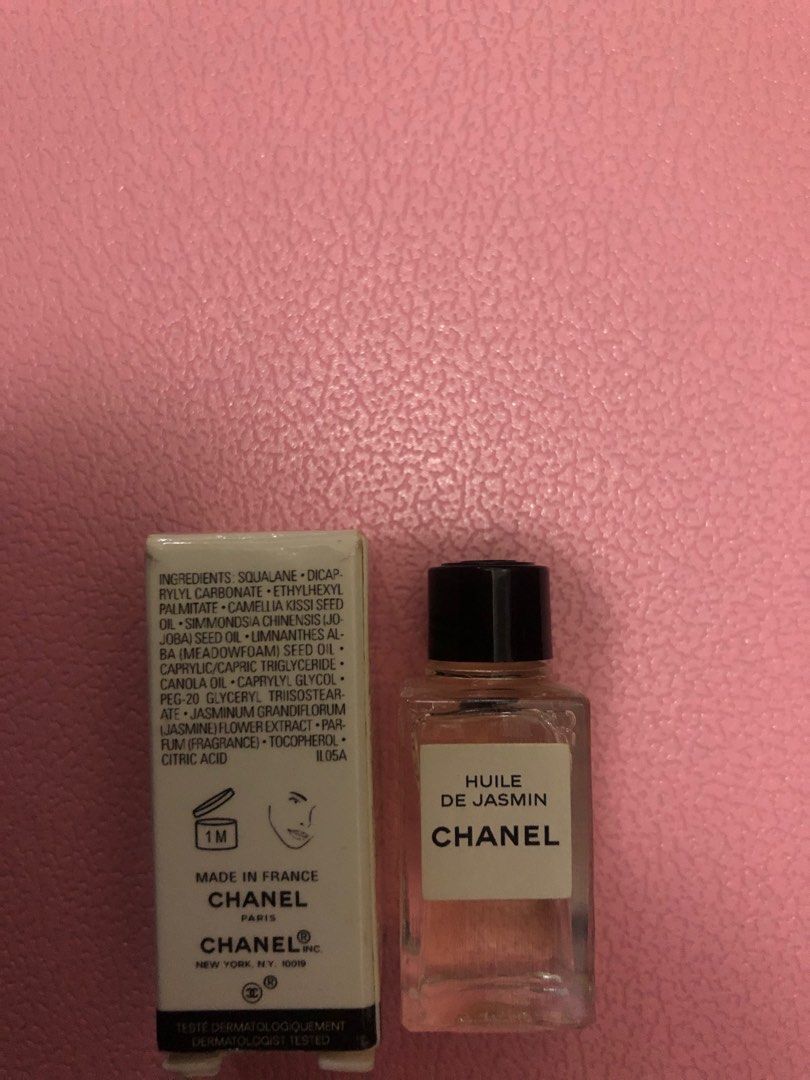 INGREDIENTS: SQUALANE • DICAP-
RYLYL CARBONATE • ETHYLHEXYL
PALMITATE • CAMELLIA KISSI SEED
OIL • SIMMONDSIA CHINENSIS (JO-
JOBA) SEED OIL • LIMNANTHES AL-
BA (MEADOWFOAM) SEED OIL •
CAPRYLIC/CAPRIC TRIGLYCERIDE •
CANOLA OIL • CAPRYLYL GLYCOL •
PEG-20 GLYCERYL TRIISOSTEAR-
ATE • JASMINUM GRANDIFLORUM
(JASMINE) FLOWER EXTRACT • PAR-
FUM (FRAGRANCE) • TOCOPHEROL •
CITRIC ACID IL05A
1 M
MADE IN FRANCE
CHANEL
PARIS
CHANEL® INC.
NEW YORK, N.Y. 10019
®
TESTÉ DERMATOLOGIQUEMENT
DERMATOLOGIST TESTED
HUILE
DE JASMIN
CHANEL